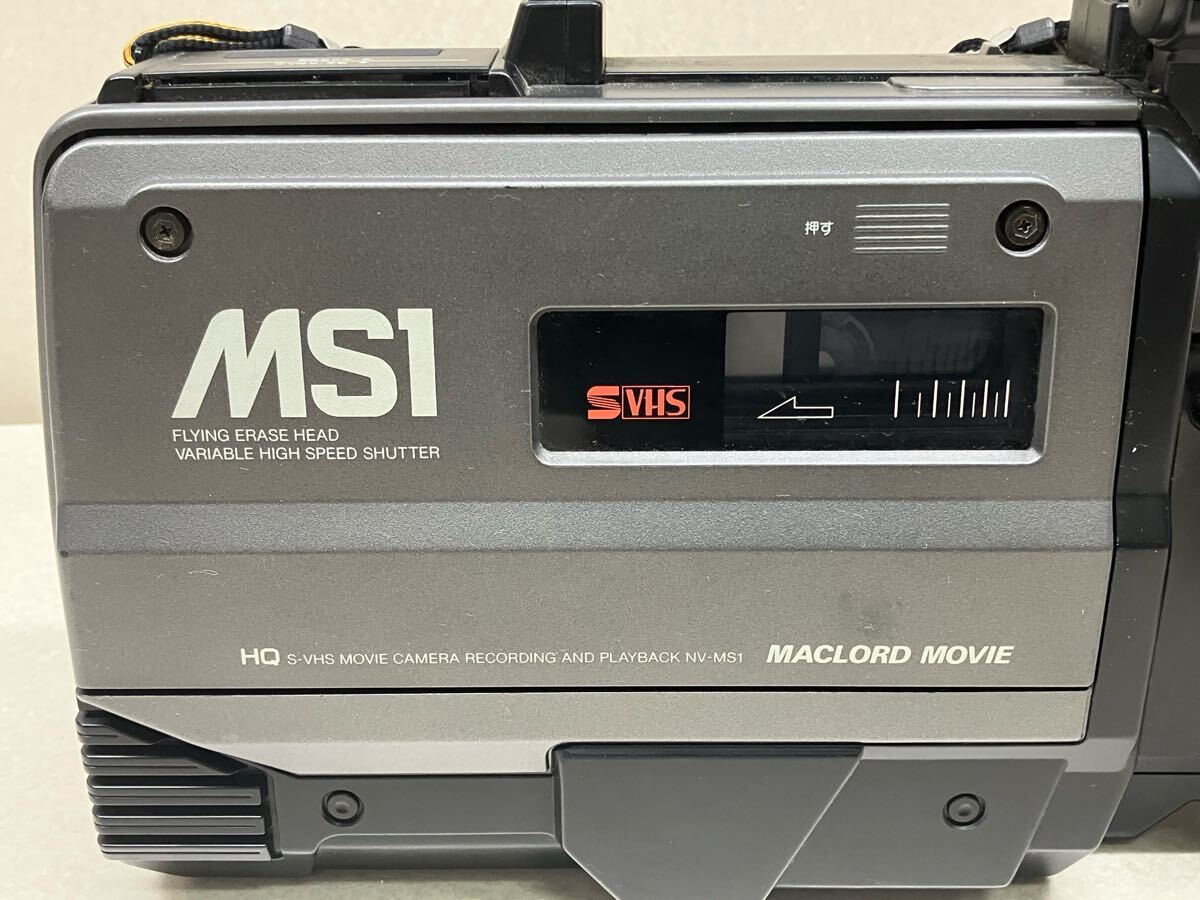 押す
MS1
FLYING ERASE HEAD
VARIABLE HIGH SPEED SHUTTER
S VHS
HQ S-VHS MOVIE CAMERA RECORDING AND PLAYBACK NV-MS1 MACLORD MOVIE